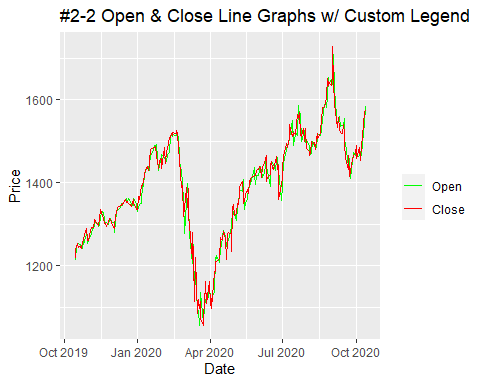 #2-2 Open & Close Line Graphs w/ Custom Legend
1600
1400
1200
Price
Oct 2019 Jan 2020 Apr 2020 Jul 2020 Oct 2020
Date
Open
Close